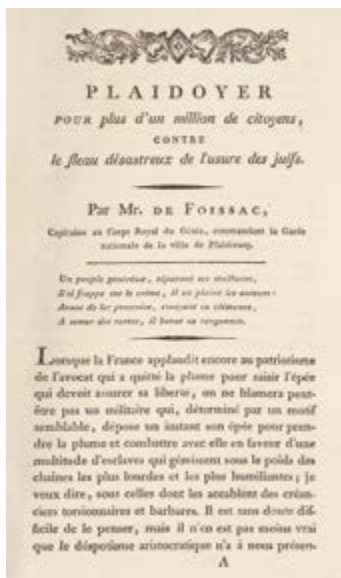 PLAIDOYER
POUR plus d'un million de citoyens,
CONTRE
le fleau désastreux de l'usure des juifs.
Par Mr. DE FOISSAC,
Capitaine au Corps Royal du Génie, commandant la Garde
nationale de la ville de Phalsbourg.
Un peuple généreux, réparant ses malheurs,
S'il frappe sur le crime, il en plaint les auteurs:
Avant de les proscrire, essayant sa clémence,
A semer des vertus, il borne sa vengeance.
Lorsque la France applaudit encore au patriotisme
de l'avocat qui a quitté la plume pour saisir l'épée
qui devoit assurer sa liberté, on ne blamera peut-
être pas un militaire qui, déterminé par un motif
semblable, dépose un instant son épée pour pren-
dre la plume et combattre avec elle en faveur d'une
multitude d'esclaves qui gémissent sous le poids des
chaines les plus lourdes et les plus humiliantes; je
veux dire, sous celles dont les accablent des créan-
ciers tortionnaires et barbares. Il est sans doute dif-
ficile de le penser, mais il n'en est pas moins vrai
que le despotisme aristocratique n'a à nous présen-
A